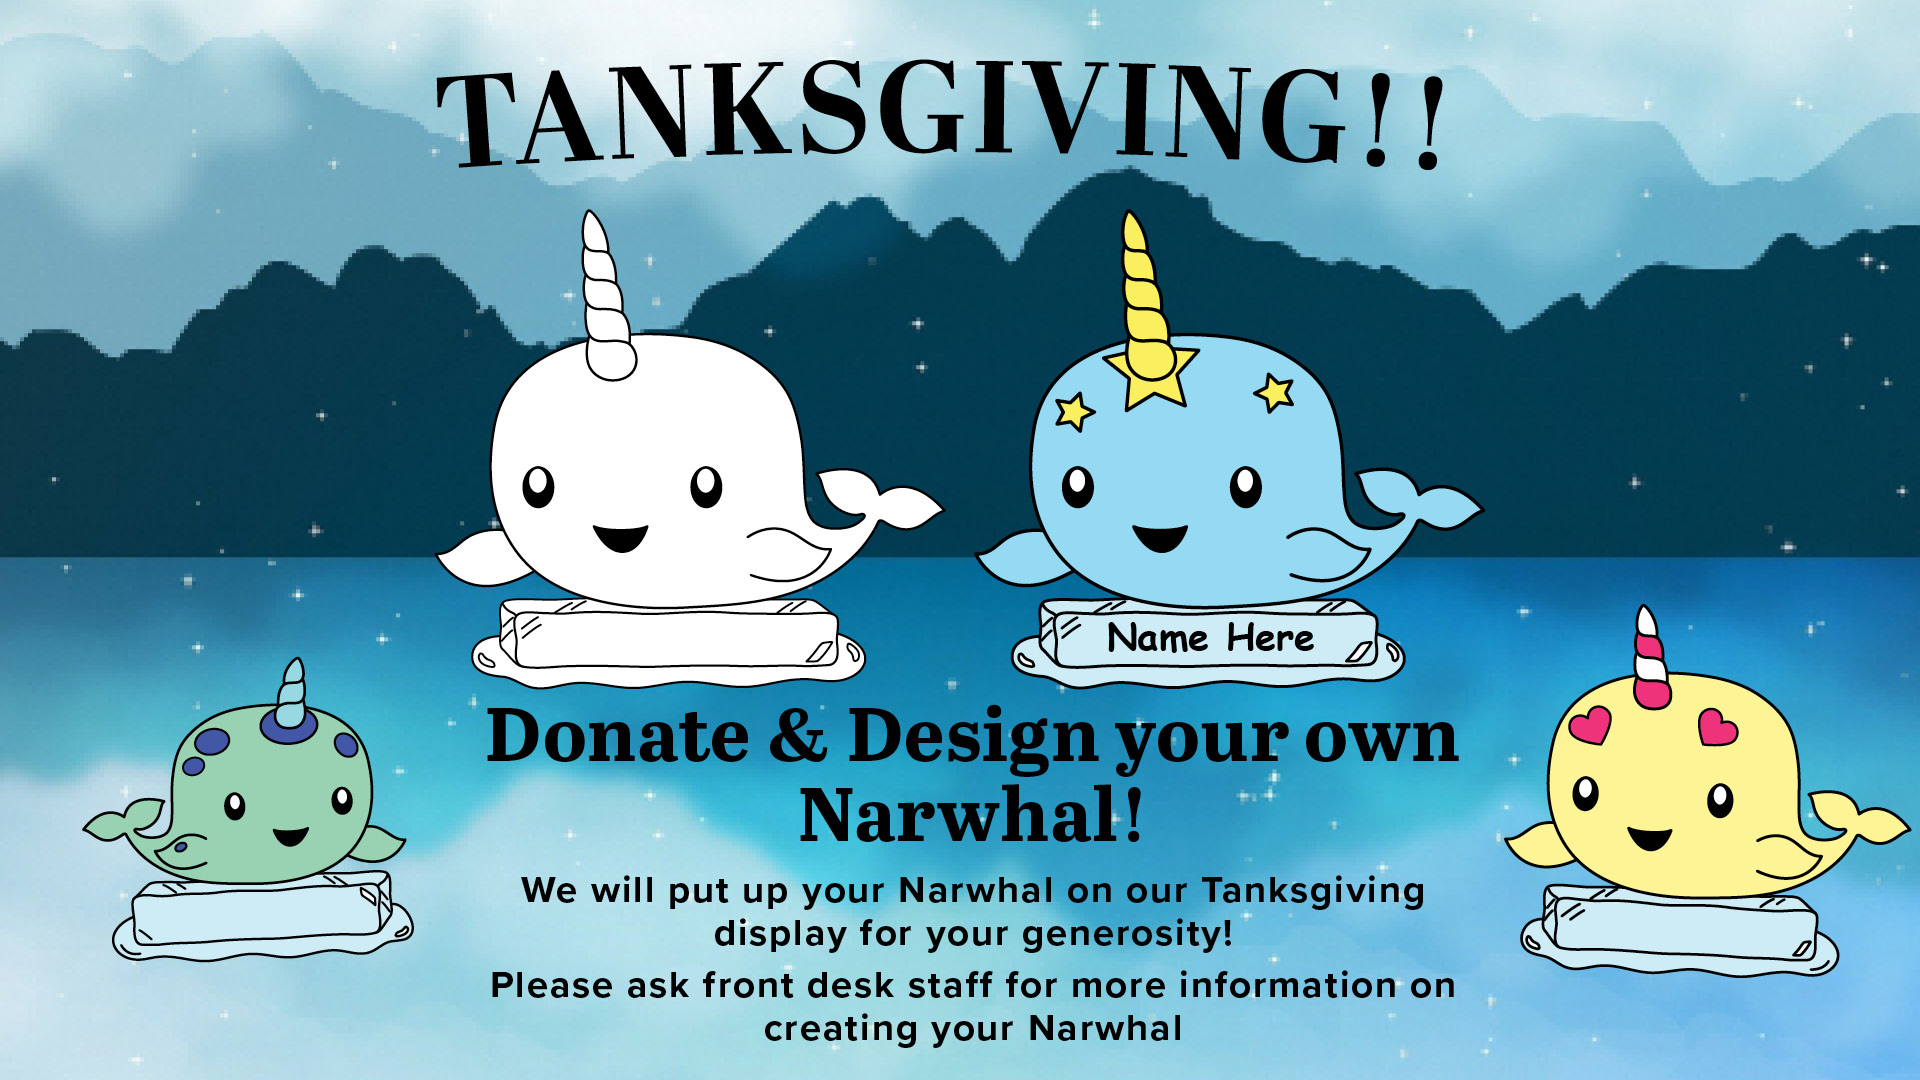 TANKSGIVING!!
Name Here
Donate & Design your own
Narwhal!
We will put up your Narwhal on our Tanksgiving
display for your generosity!
Please ask front desk staff for more information on
creating your Narwhal